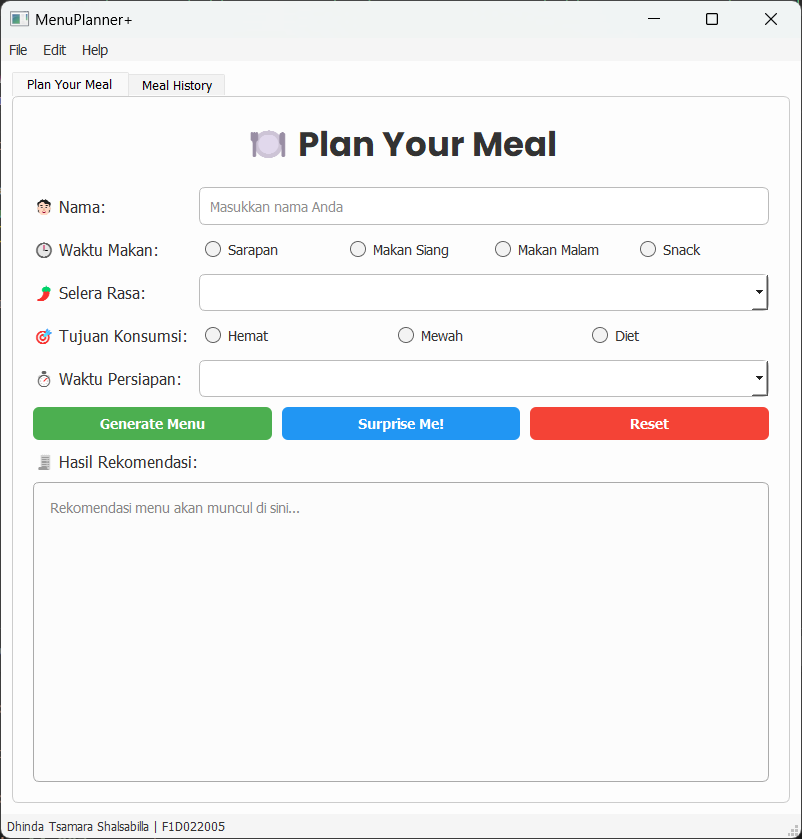 MenuPlanner+
File Edit Help
Plan Your Meal Meal History
Plan Your Meal
Nama: Masukkan nama Anda
Waktu Makan: Sarapan Makan Siang Makan Malam Snack
Selera Rasa:
Tujuan Konsumsi: Hemat Mewah Diet
Waktu Persiapan:
Generate Menu Surprise Me! Reset
Hasil Rekomendasi:
Rekomendasi menu akan muncul di sini...
Dhinda Tsamara Shalsabilla | F1D022005